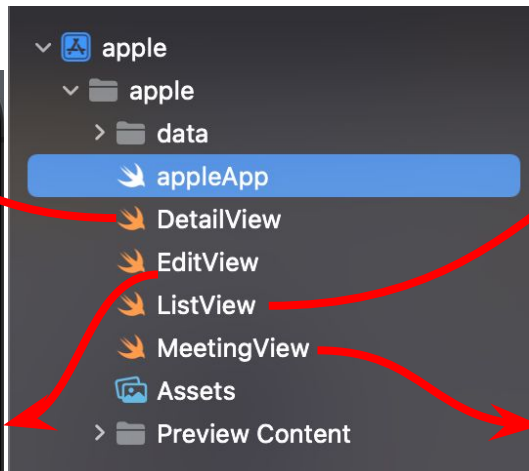 apple
apple
data
appleApp
DetailView
EditView
ListView
MeetingView
Assets
Preview Content